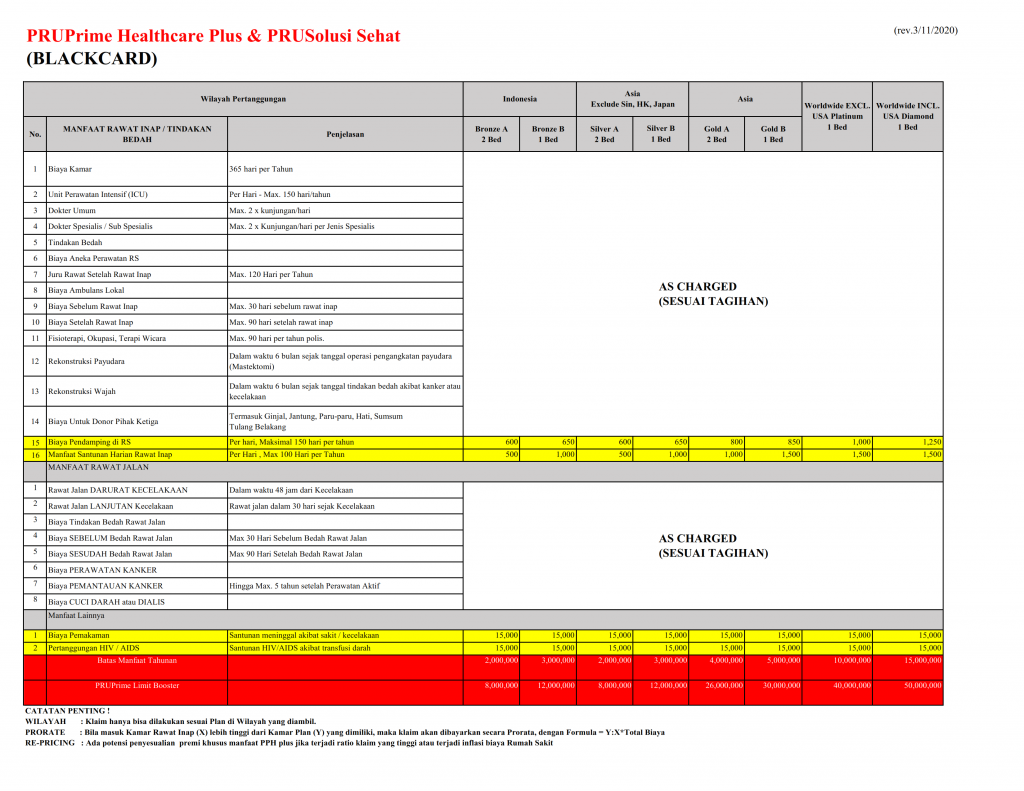 PRUPrime Healthcare Plus & PRUSolusi Sehat
(rev.3/11/2020)
(BLACKCARD)
Wilayah Pertanggungan Indonesia Asia Exclude Sin, HK, Japan Asia Worldwide EXCL. USA Platinum 1 Bed Worldwide INCL. USA Diamond 1 Bed
No. MANFAAT RAWAT INAP / TINDAKAN BEDAH Penjelasan Bronze A 2 Bed Bronze B 1 Bed Silver A 2 Bed Silver B 1 Bed Gold A 2 Bed Gold B 1 Bed
1 Biaya Kamar 365 hari per Tahun
2 Unit Perawatan Intensif (ICU) Per Hari - Max. 150 hari/tahun
3 Dokter Umum Max. 2 x kunjungan/hari
4 Dokter Spesialis / Sub Spesialis Max. 2 x Kunjungan/hari per Jenis Spesialis
5 Tindakan Bedah
6 Biaya Aneka Perawatan RS
7 Juru Rawat Setelah Rawat Inap Max. 120 Hari per Tahun
8 Biaya Ambulans Lokal
AS CHARGED
(SESUAI TAGIHAN)
9 Biaya Sebelum Rawat Inap Max. 30 hari sebelum rawat inap
10 Biaya Setelah Rawat Inap Max. 90 hari setelah rawat inap
11 Fisioterapi, Okupasi, Terapi Wicara Max. 90 hari per tahun polis.
12 Rekonstruksi Payudara Dalam waktu 6 bulan sejak tanggal operasi pengangkatan payudara (Mastektomi)
13 Rekonstruksi Wajah Dalam waktu 6 bulan sejak tanggal tindakan bedah akibat kanker atau kecelakaan
14 Biaya Untuk Donor Pihak Ketiga Termasuk Ginjal, Jantung, Paru-paru, Hati, Sumsum Tulang Belakang
15 Biaya Pendamping di RS Per hari, Maksimal 150 hari per tahun 600 650 600 650 800 850 1,000 1,250
16 Manfaat Santunan Harian Rawat Inap Per Hari , Max 100 Hari per Tahun 500 1,000 500 1,000 1,000 1,500 1,500 1,500
MANFAAT RAWAT JALAN
1 Rawat Jalan DARURAT KECELAKAAN Dalam waktu 48 jam dari Kecelakaan
2 Rawat Jalan LANJUTAN Kecelakaan Rawat jalan dalam 30 hari sejak Kecelakaan
3 Biaya Tindakan Bedah Rawat Jalan
4 Biaya SEBELUM Bedah Rawat Jalan Max 30 Hari Sebelum Bedah Rawat Jalan
AS CHARGED
(SESUAI TAGIHAN)
5 Biaya SESUDAH Bedah Rawat Jalan Max 90 Hari Setelah Bedah Rawat Jalan
6 Biaya PERAWATAN KANKER
7 Biaya PEMANTAUAN KANKER Hingga Max. 5 tahun setelah Perawatan Aktif
8 Biaya CUCI DARAH atau DIALIS
Manfaat Lainnya
1 Biaya Pemakaman Santunan meninggal akibat sakit / kecelakaan 15,000 15,000 15,000 15,000 15,000 15,000 15,000 15,000
2 Pertanggungan HIV / AIDS Santunan HIV/AIDS akibat transfusi darah 15,000 15,000 15,000 15,000 15,000 15,000 15,000 15,000
Batas Manfaat Tahunan 2,000,000 3,000,000 2,000,000 3,000,000 4,000,000 5,000,000 10,000,000 15,000,000
PRUPrime Limit Booster 8,000,000 12,000,000 8,000,000 12,000,000 26,000,000 30,000,000 40,000,000 50,000,000
CATATAN PENTING !
WILAYAH : Klaim hanya bisa dilakukan sesuai Plan di Wilayah yang diambil.
PRORATE : Bila masuk Kamar Rawat Inap (X) lebih tinggi dari Kamar Plan (Y) yang dimiliki, maka klaim akan dibayarkan secara Prorata, dengan Formula = Y:X*Total Biaya
RE-PRICING : Ada potensi penyesualian premi khusus manfaat PPH plus jika terjadi ratio klaim yang tinggi atau terjadi inflasi biaya Rumah Sakit